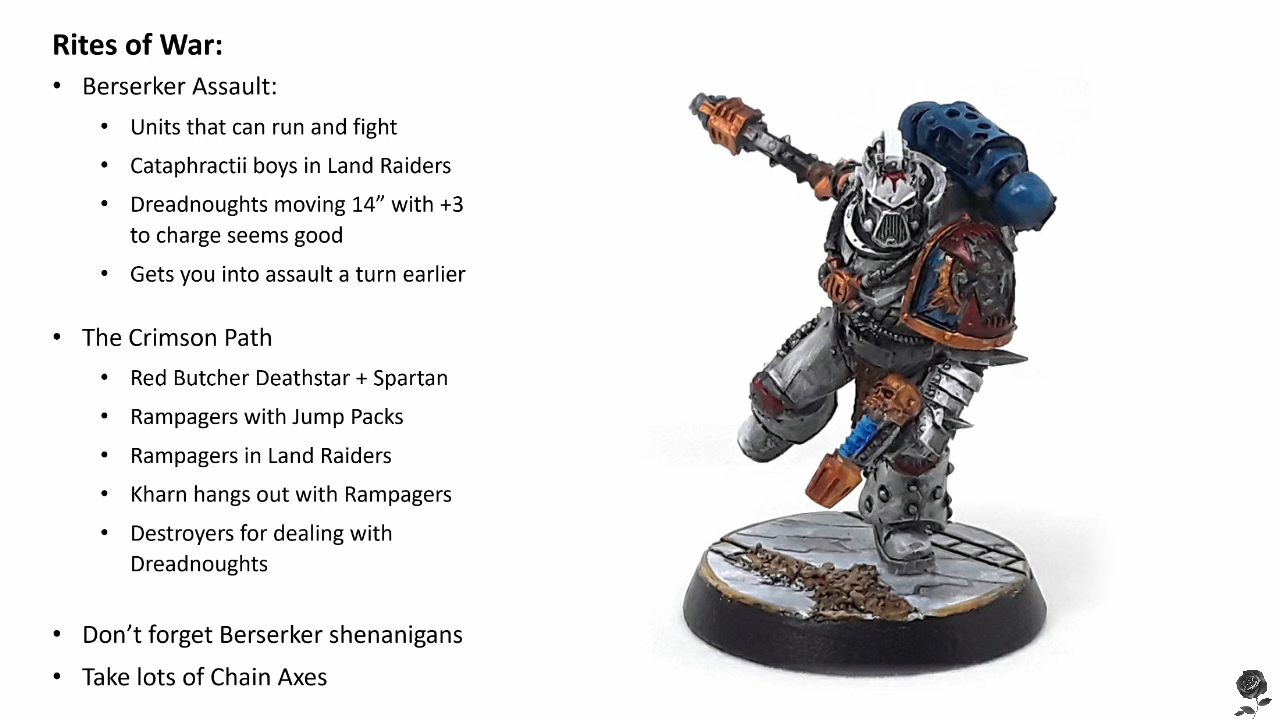 Rites of War:
• Berserker Assault:
• Units that can run and fight
• Cataphractii boys in Land Raiders
• Dreadnoughts moving 14” with +3
to charge seems good
• Gets you into assault a turn earlier
• The Crimson Path
• Red Butcher Deathstar + Spartan
• Rampagers with Jump Packs
• Rampagers in Land Raiders
• Kharn hangs out with Rampagers
• Destroyers for dealing with
Dreadnoughts
• Don’t forget Berserker shenanigans
• Take lots of Chain Axes